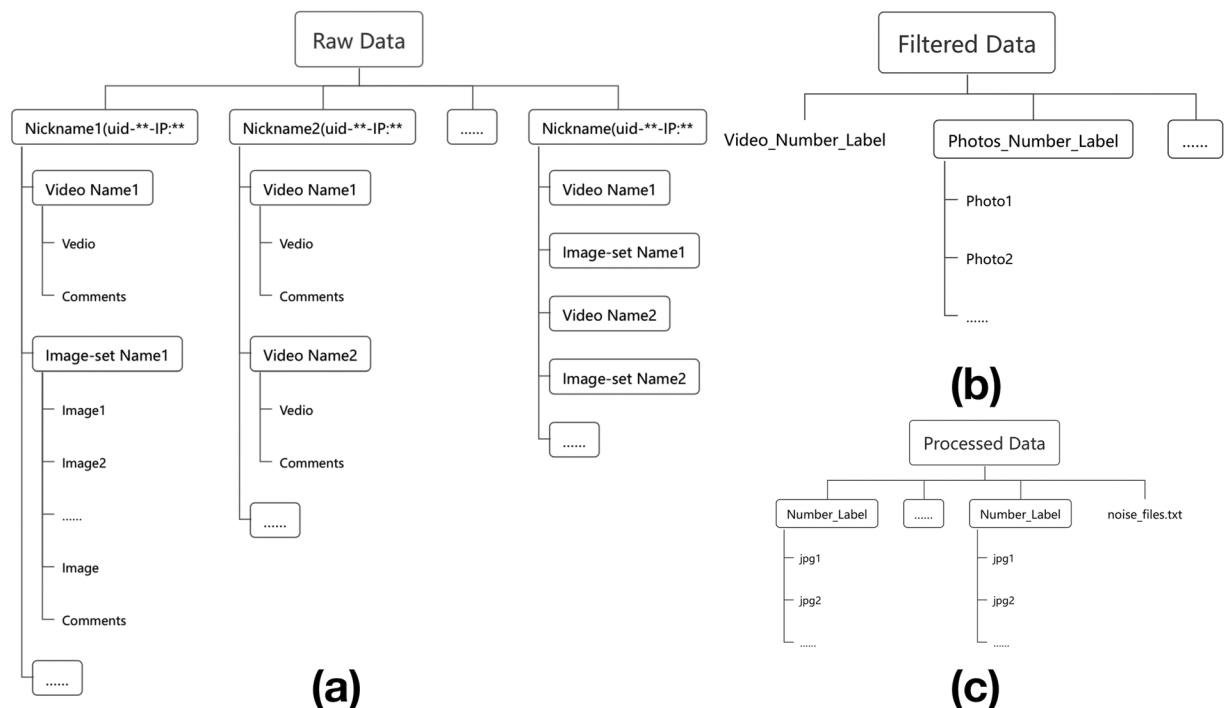 Raw Data
Nickname1(uid-**-IP:**
Nickname2(uid-**-IP:**
......
Nickname(uid-**-IP:**
Video Name1
Vedio
Comments
Image-set Name1
Image1
Image2
......
Image
Comments
......
Video Name1
Vedio
Comments
Video Name2
Vedio
Comments
......
Video Name1
Image-set Name1
Video Name2
Image-set Name2
......
(a)
Filtered Data
Video_Number_Label
Photos_Number_Label
......
Photo1
Photo2
......
(b)
Processed Data
Number_Label
......
Number_Label
noise_files.txt
jpg1
jpg2
......
jpg1
jpg2
......
(c)